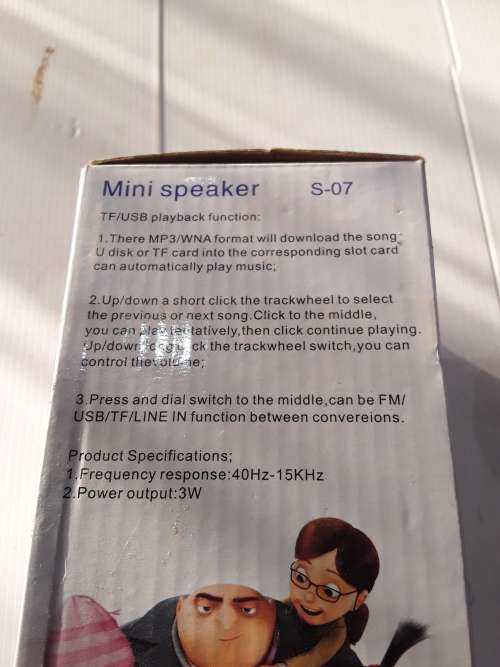 Mini speaker S-07
TF/USB playback function:
1.There MP3/WNA format will download the song
U disk or TF card into the corresponding slot card
can automatically play music;
2.Up/down a short click the trackwheel to select
the previous or next song.Click to the middle,
you can play tentatively,then click continue playing.
Up/down click the trackwheel switch,you can
control the volume;
3.Press and dial switch to the middle,can be FM/
USB/TF/LINE IN function between convereions.
Product Specifications;
1.Frequency response:40Hz-15KHz
2.Power output:3W